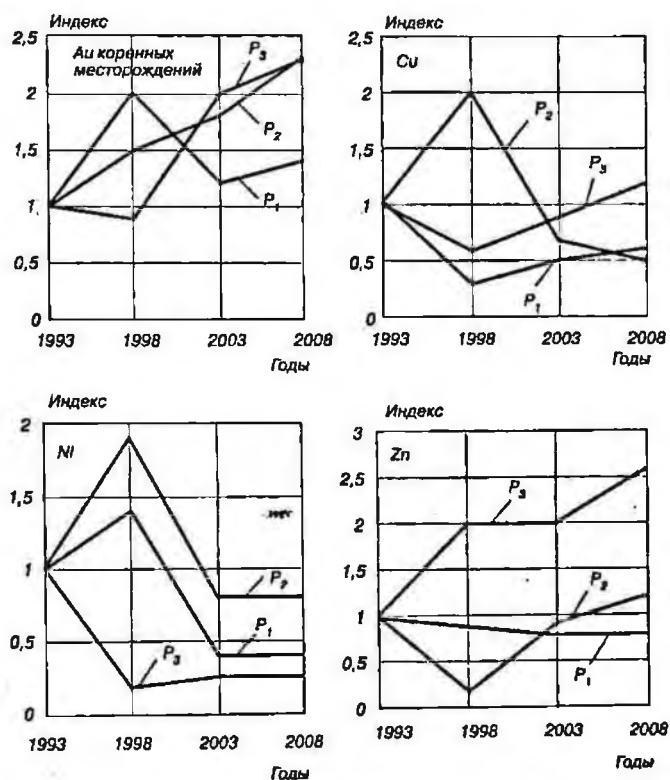 Индекс
2,5
2
1,5
1
0,5
0
Au коренных
месторождений
P3
P2
P1
1993 1998 2003 2008
Годы
Индекс
2,5
2
1,5
1
0,5
0
Cu
P2
P3
P1
1993 1998 2003 2008
Годы
Индекс
2
1,5
1
0,5
0
Ni
P2
P1
P3
1993 1998 2003 2008
Годы
Индекс
3
2,5
2
1,5
1
0,5
0
Zn
P3
P2
P1
1993 1998 2003 2008
Годы